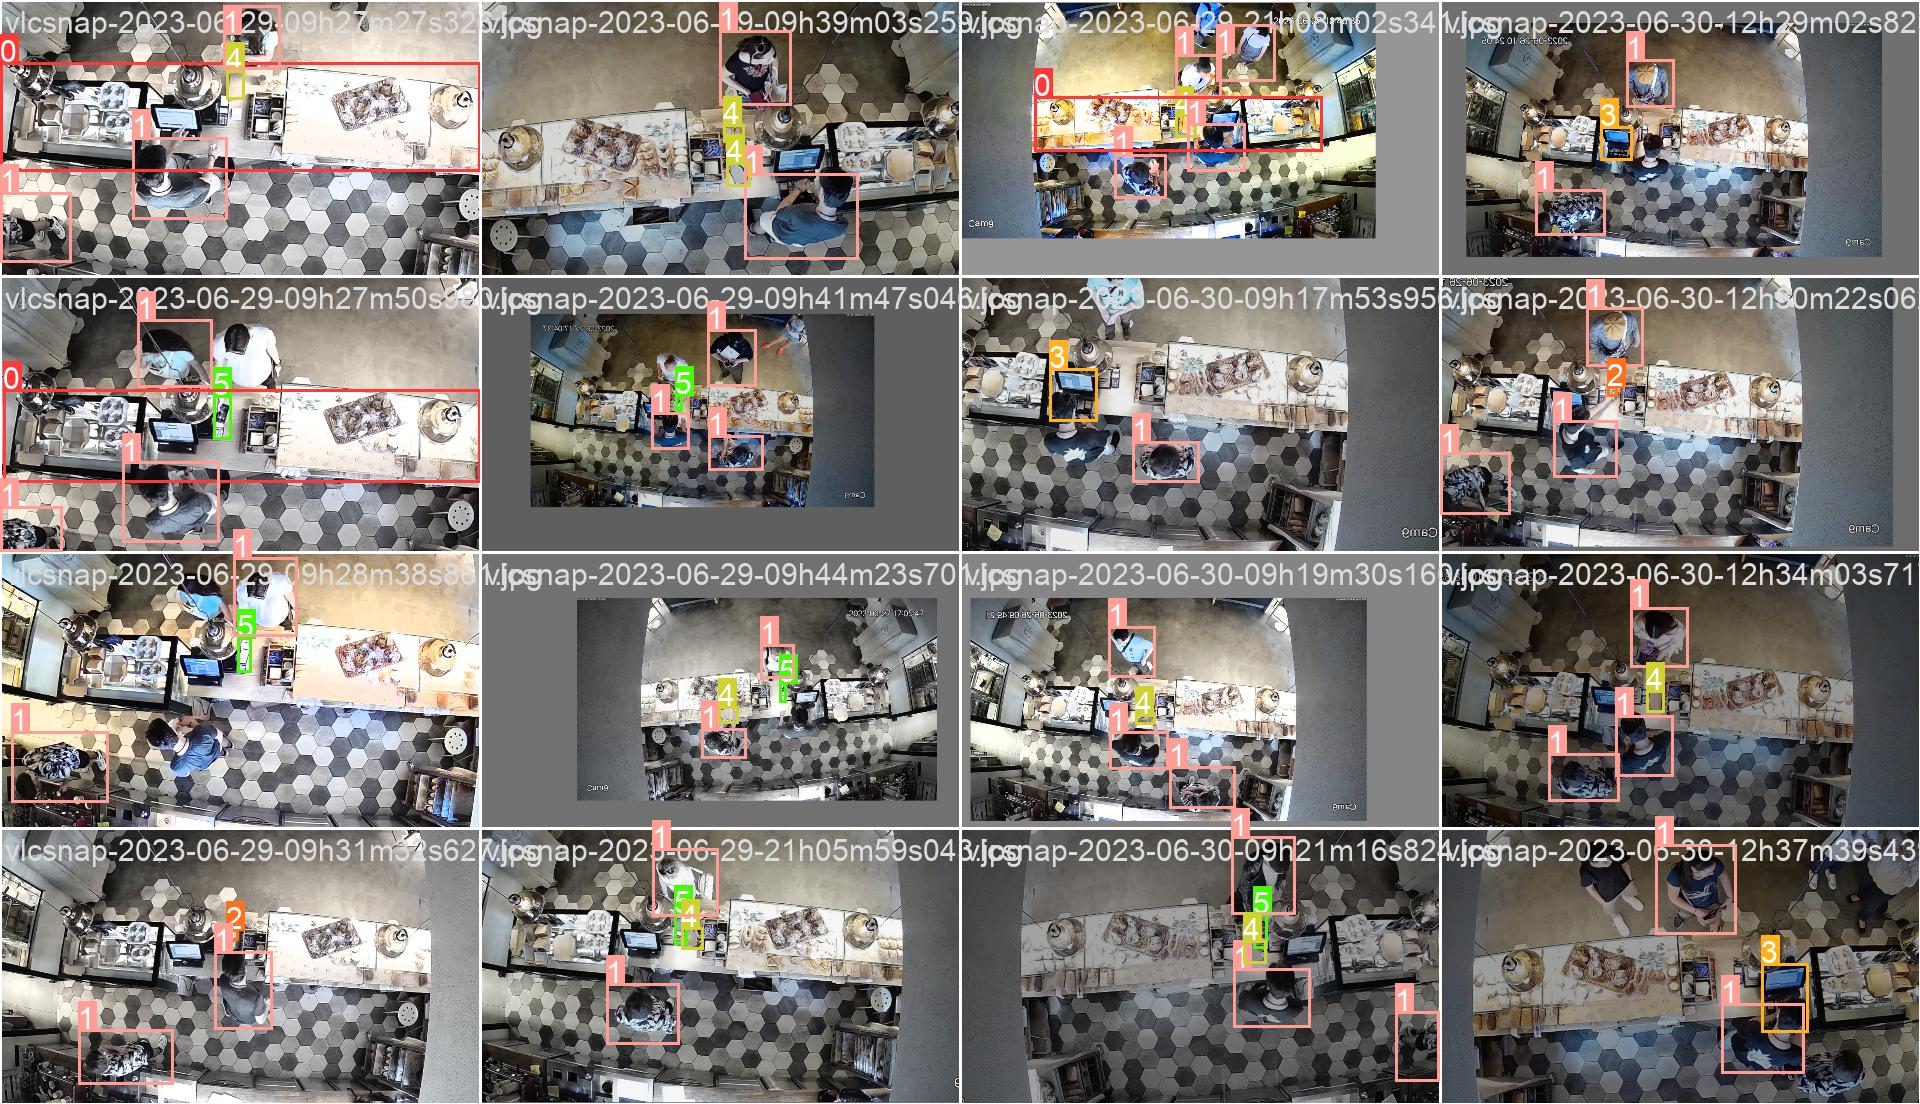 vlcsnap-2023-06-29-09h27m27s32
.jpg
vlcsnap-2023-06-29-09h39m03s259
.jpg
vlcsnap-2023-06-29-21h08m02s341
.jpg
vlcsnap-2023-06-30-12h29m02s82
0
1
4
1
1
1
4
4
1
0
1
1
4
1
1
Cam9
1
3
1
Cam9
vlcsnap-2023-06-29-09h27m50s
.jpg
vlcsnap-2023-06-29-09h41m47s046
.jpg
vlcsnap-2023-06-30-09h17m53s956
.jpg
vlcsnap-2023-06-30-12h30m22s06
1
5
0
1
1
1
5
1
1
Cam9
3
1
Cam9
1
2
1
1
Cam9
vlcsnap-2023-06-29-09h28m38s86
.jpg
vlcsnap-2023-06-29-09h44m23s70
.jpg
vlcsnap-2023-06-30-09h19m30s160
.jpg
vlcsnap-2023-06-30-12h34m03s71
1
5
1
1
5
4
1
Cam9
1
4
1
1
Cam9
1
4
1
1
vlcsnap-2023-06-29-09h31m32s627
.jpg
vlcsnap-2023-06-29-21h05m59s043
.jpg
vlcsnap-2023-06-30-09h21m16s824
.jpg
vlcsnap-2023-06-30-12h37m39s43
2
1
1
1
5
4
1
1
5
4
1
1
1
3
1